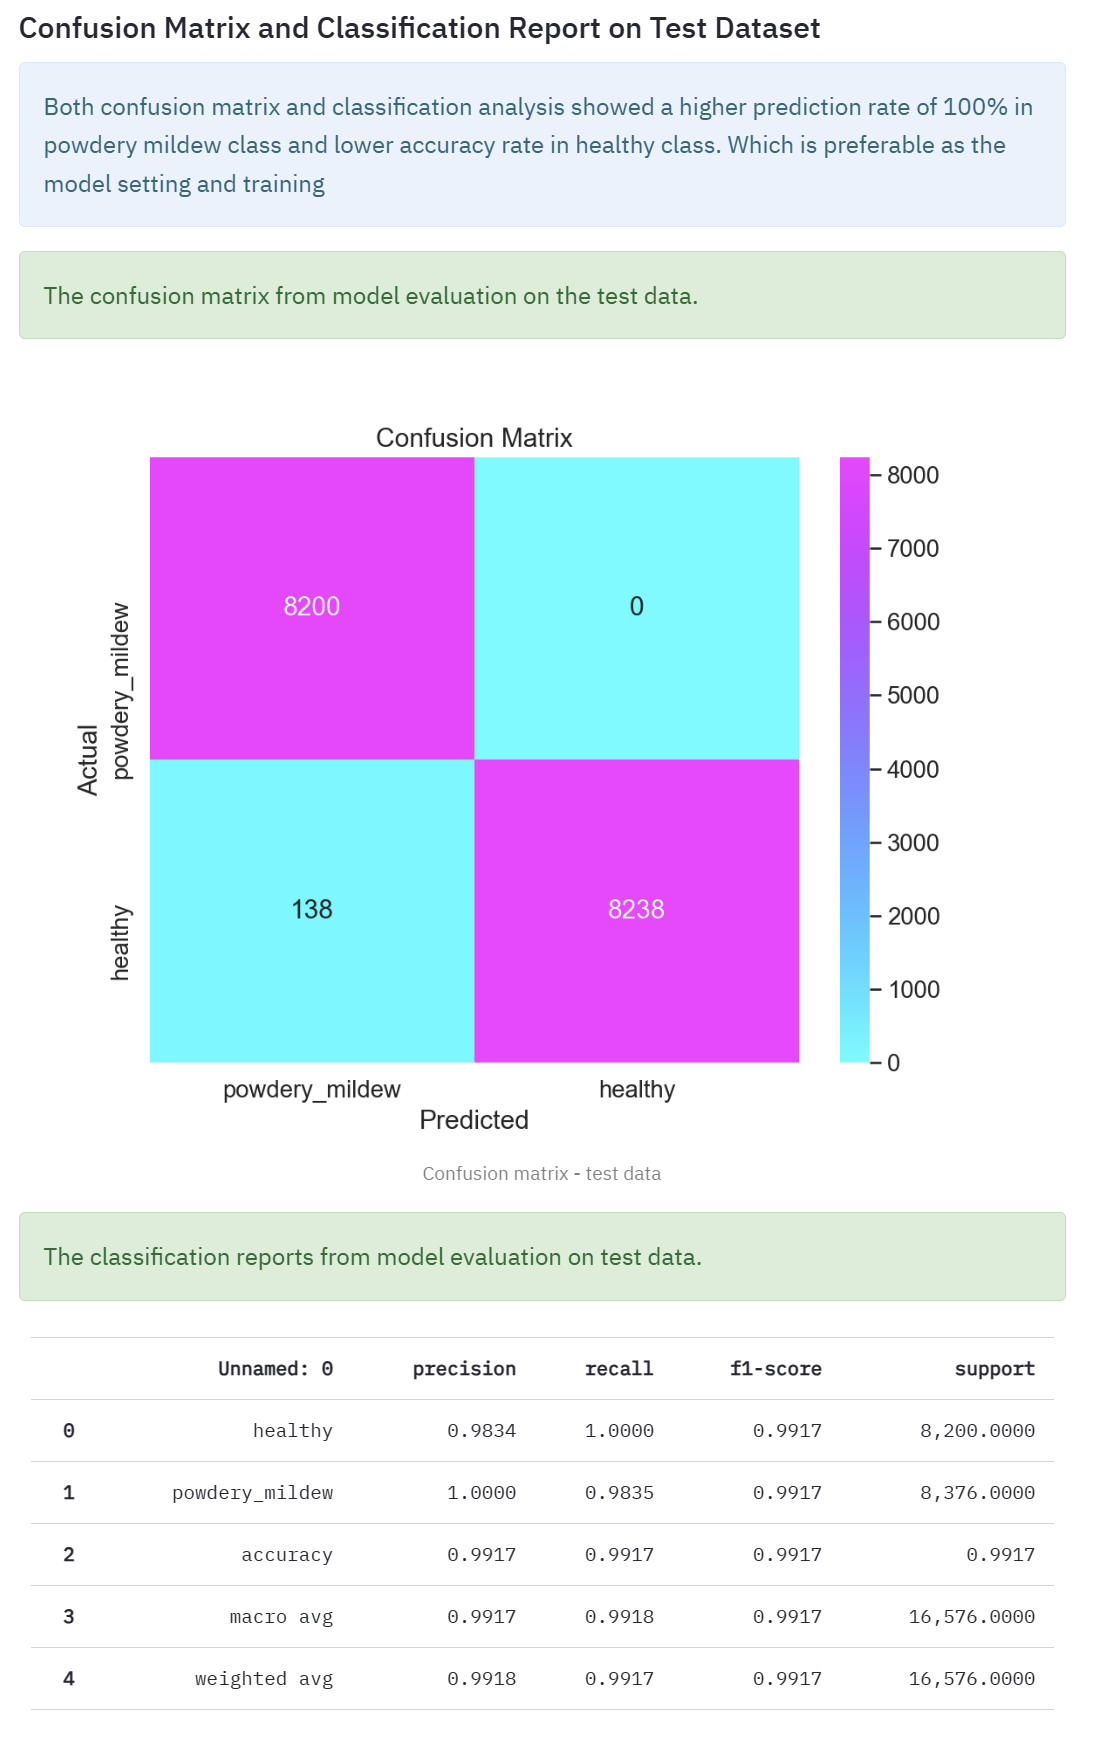 Confusion Matrix and Classification Report on Test Dataset
Both confusion matrix and classification analysis showed a higher prediction rate of 100% in
powdery mildew class and lower accuracy rate in healthy class. Which is preferable as the
model setting and training
The confusion matrix from model evaluation on the test data.
Confusion Matrix
8200 0
138 8238
Actual
powdery_mildew
healthy
powdery_mildew healthy
Predicted
8000
7000
6000
5000
4000
3000
2000
1000
0
Confusion matrix - test data
The classification reports from model evaluation on test data.
Unnamed: 0 precision recall f1-score support
0 healthy 0.9834 1.0000 0.9917 8,200.0000
1 powdery_mildew 1.0000 0.9835 0.9917 8,376.0000
2 accuracy 0.9917 0.9917 0.9917 0.9917
3 macro avg 0.9917 0.9918 0.9917 16,576.0000
4 weighted avg 0.9918 0.9917 0.9917 16,576.0000